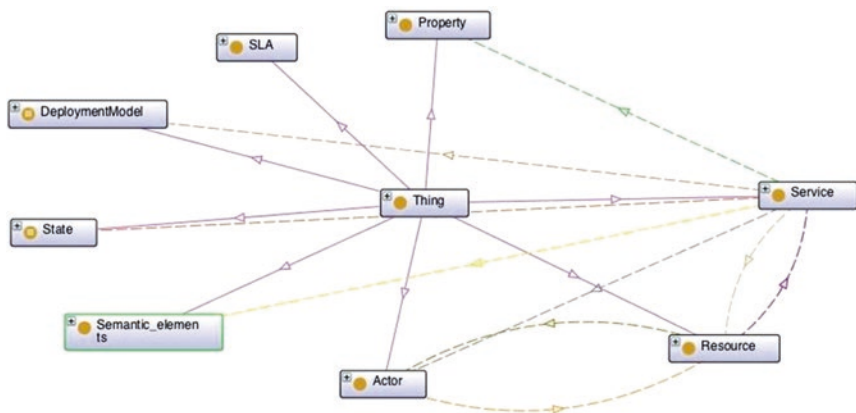 Property
SLA
DeploymentModel
Thing
Service
State
Semantic_elemen
ts
Resource
Actor